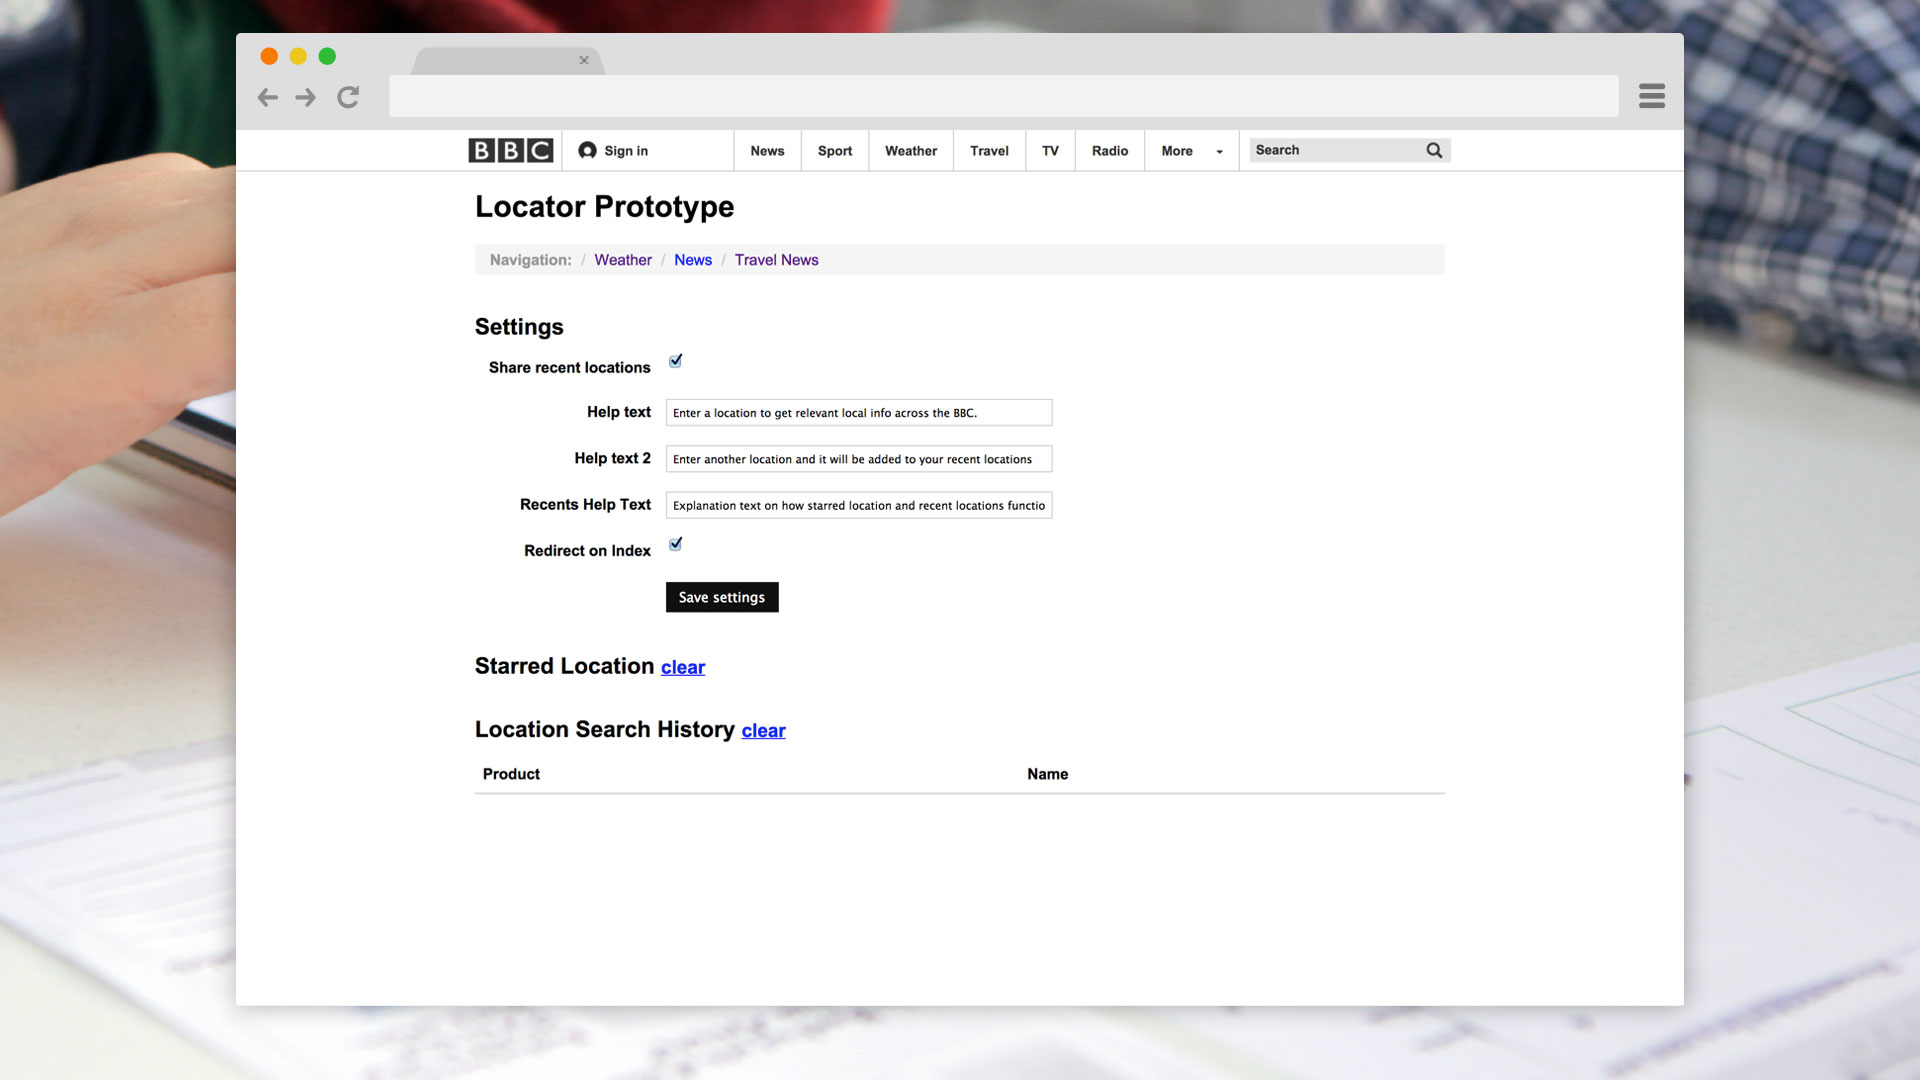 BBC Sign in News Sport Weather Travel TV Radio More Search
Locator Prototype
Navigation: / Weather / News / Travel News
Settings
Share recent locations
Help text Enter a location to get relevant local info across the BBC.
Help text 2 Enter another location and it will be added to your recent locations
Recents Help Text Explanation text on how starred location and recent locations functio
Redirect on Index
Save settings
Starred Location clear
Location Search History clear
Product Name